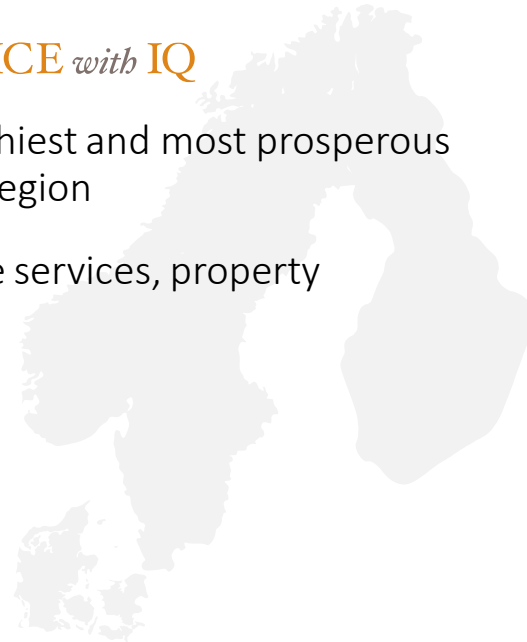 ICE with IQ
hiest and most prosperous
egion
e services, property